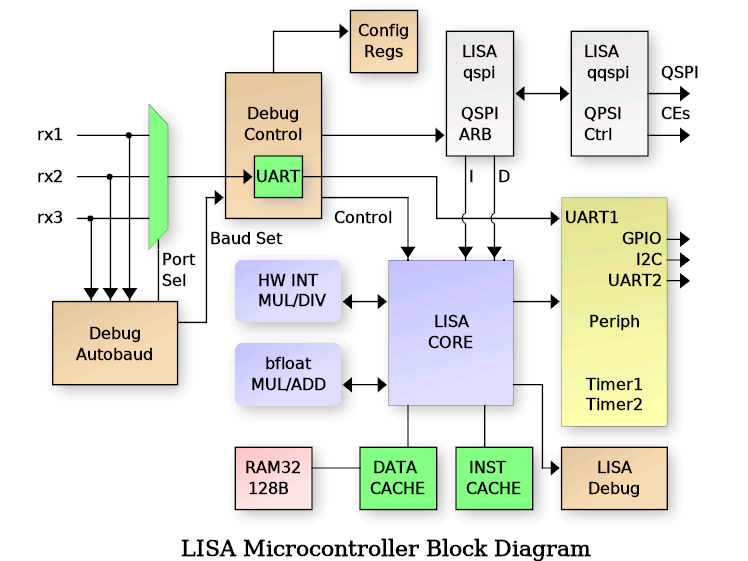 Config
Regs
LISA
qspi
QSPI
ARB
LISA
qqspi
QPSI
Ctrl
QSPI
CEs
Debug
Control
UART
rx1
rx2
rx3
I
D
Control
Baud Set
Port
Sel
UART1
GPIO
I2C
UART2
Periph
Timer1
Timer2
HW INT
MUL/DIV
LISA
CORE
Debug
Autobaud
bfloat
MUL/ADD
RAM32
128B
DATA
CACHE
INST
CACHE
LISA
Debug
LISA Microcontroller Block Diagram